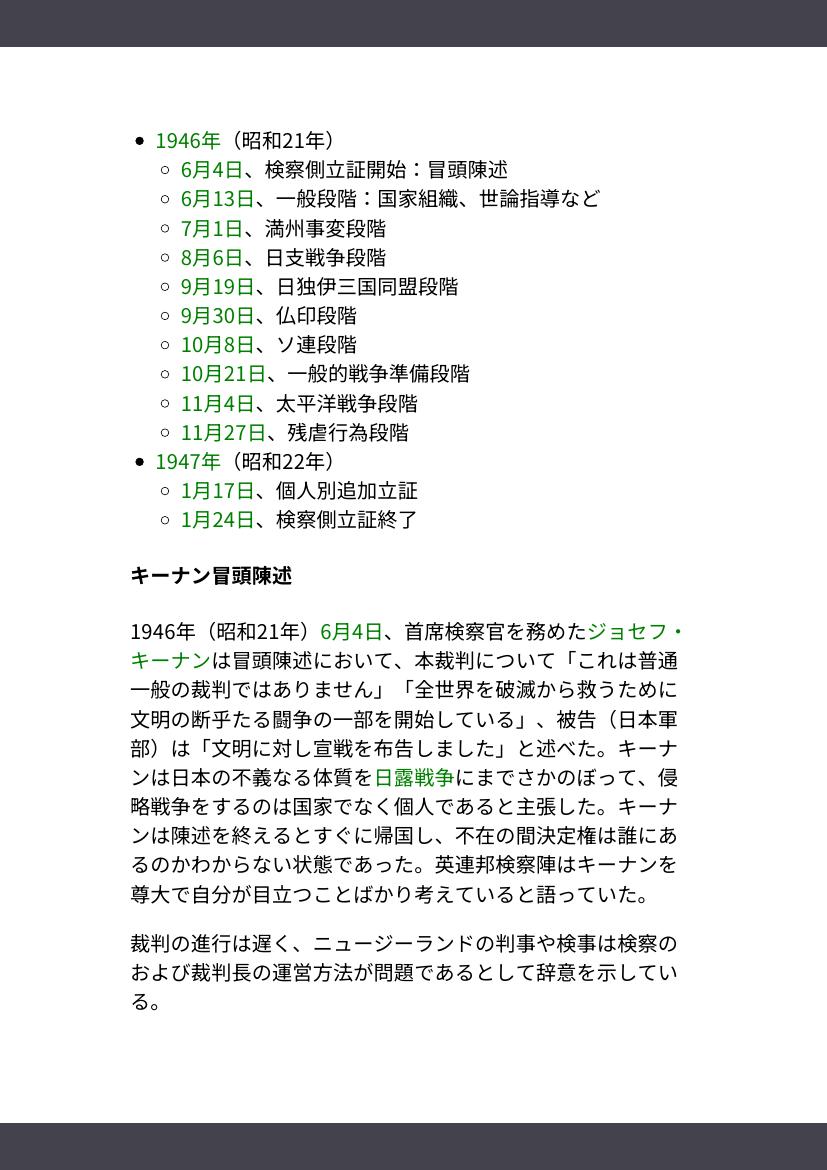 • 1946年（昭和21年）
◦ 6月4日、検察側立証開始：冒頭陳述
◦ 6月13日、一般段階：国家組織、世論指導など
◦ 7月1日、満州事変段階
◦ 8月6日、日支戦争段階
◦ 9月19日、日独伊三国同盟段階
◦ 9月30日、仏印段階
◦ 10月8日、ソ連段階
◦ 10月21日、一般的戦争準備段階
◦ 11月4日、太平洋戦争段階
◦ 11月27日、残虐行為段階
• 1947年（昭和22年）
◦ 1月17日、個人別追加立証
◦ 1月24日、検察側立証終了
キーナン冒頭陳述
1946年（昭和21年）6月4日、首席検察官を務めたジョセフ・
キーナンは冒頭陳述において、本裁判について「これは普通
一般の裁判ではありません」「全世界を破滅から救うために
文明の断乎たる闘争の一部を開始している」、被告（日本軍
部）は「文明に対し宣戦を布告しました」と述べた。キーナ
ンは日本の不義なる体質を日露戦争にまでさかのぼって、侵
略戦争をするのは国家でなく個人であると主張した。キーナ
ンは陳述を終えるとすぐに帰国し、不在の間決定権は誰にあ
るのかわからない状態であった。英連邦検察陣はキーナンを
尊大で自分が目立つことばかり考えていると語っていた。
裁判の進行は遅く、ニュージーランドの判事や検事は検察の
および裁判長の運営方法が問題であるとして辞意を示してい
る。